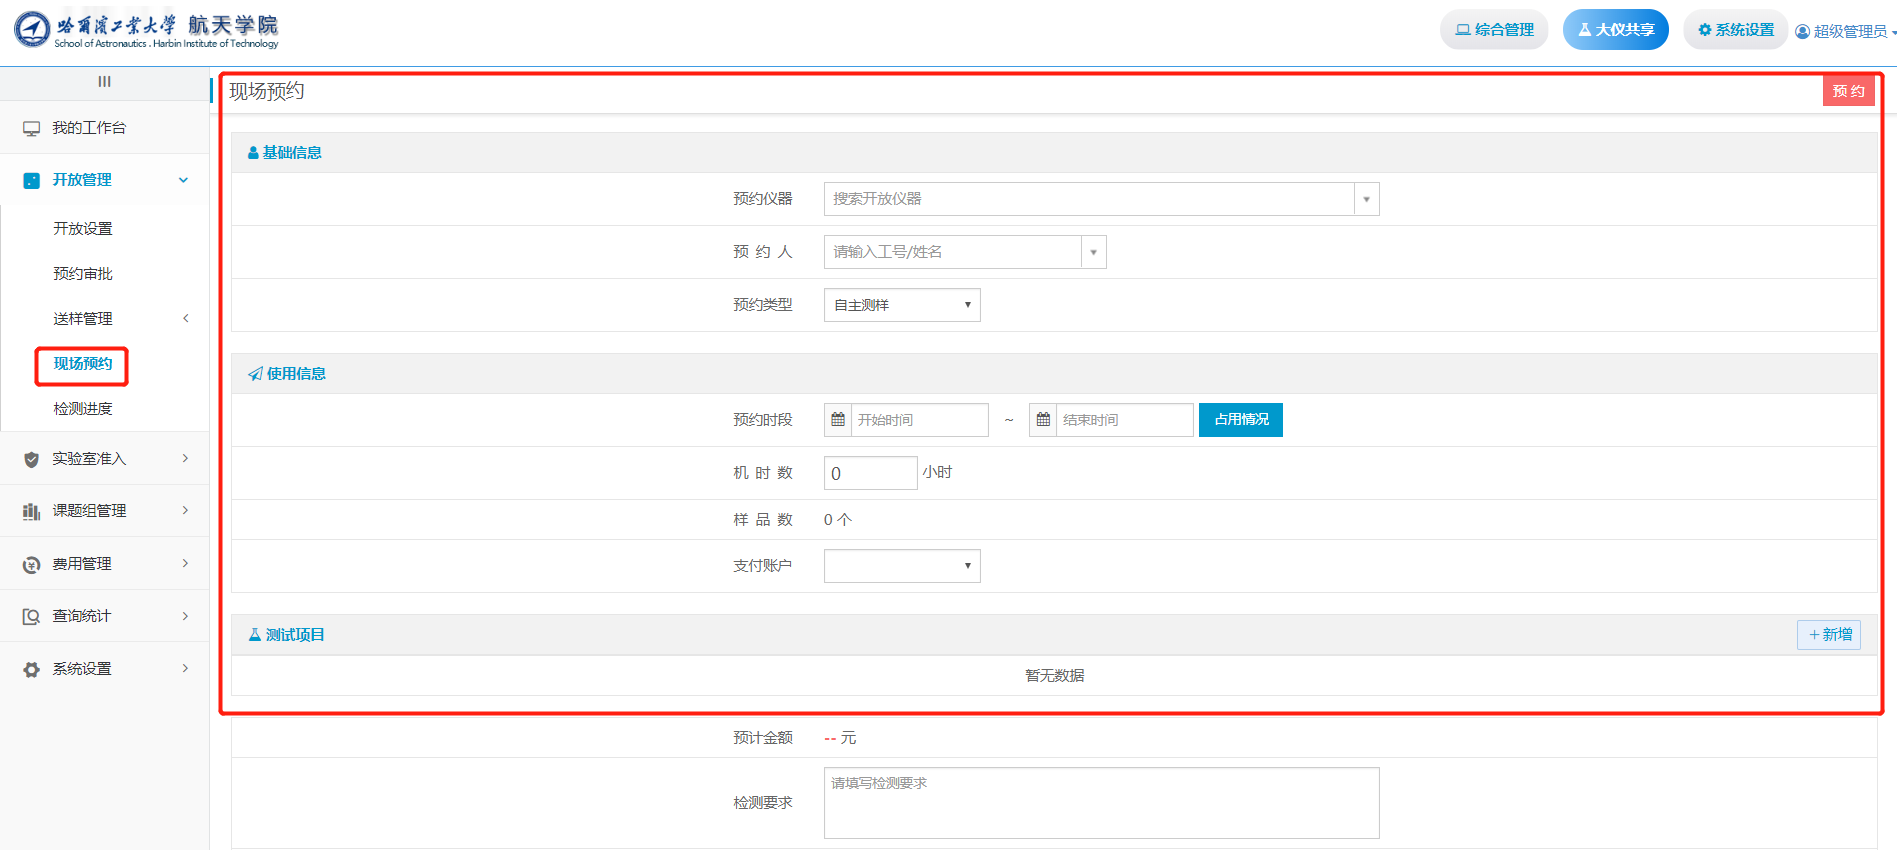 哈尔滨工业大学 航天学院
School of Astronautics . Harbin Institute of Technology
综合管理
大仪共享
系统设置
超级管理员
我的工作台
开放管理
开放设置
预约审批
送样管理
现场预约
检测进度
实验室准入
课题组管理
费用管理
查询统计
系统设置
现场预约
预 约
基础信息
预约仪器 搜索开放仪器
预 约 人 请输入工号/姓名
预约类型 自主测样
使用信息
预约时段 开始时间 ~ 结束时间 占用情况
机 时 数 0 小时
样 品 数 0 个
支付账户
测试项目
+新增
暂无数据
预计金额 -- 元
检测要求 请填写检测要求